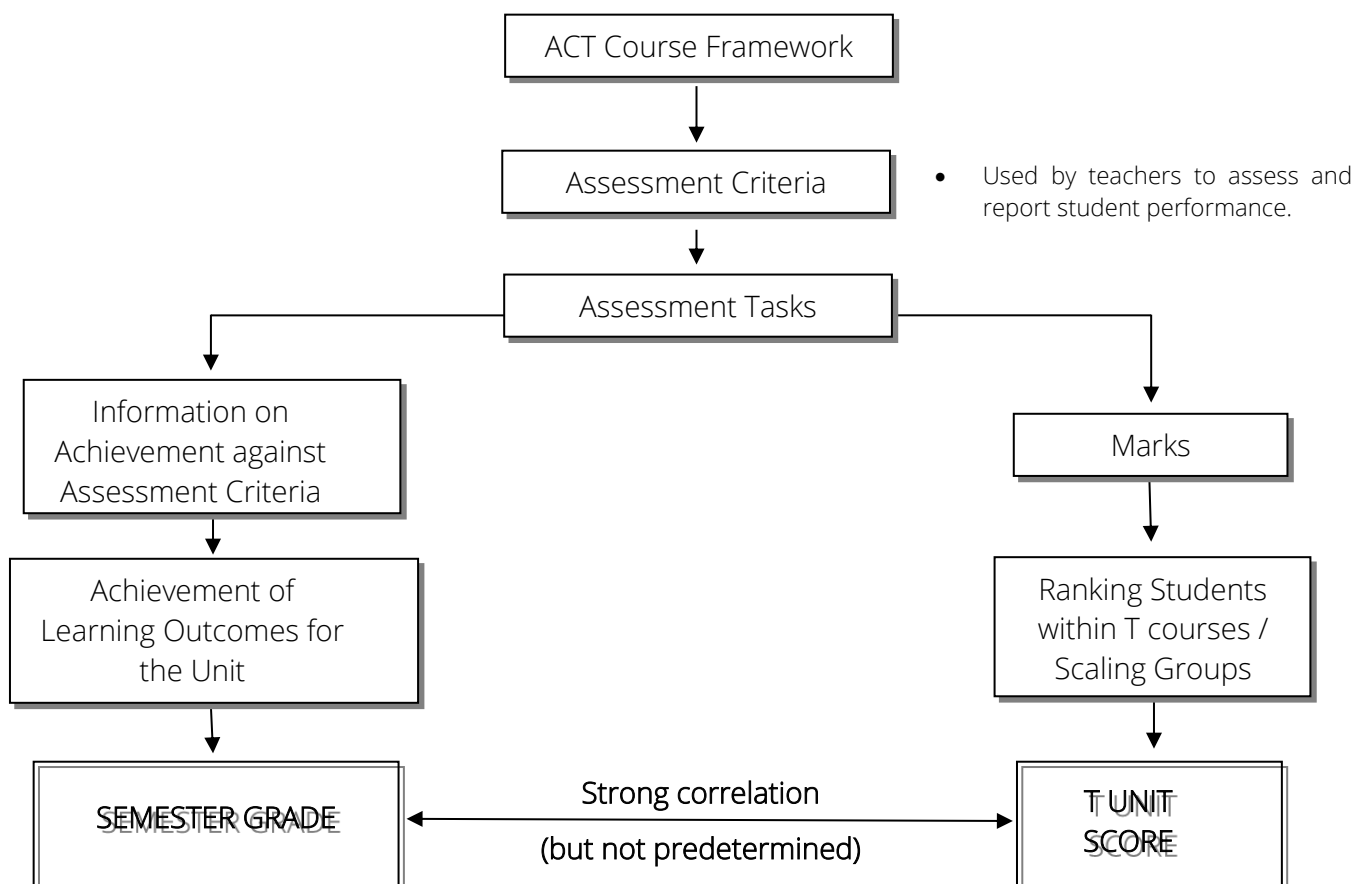 ACT Course Framework
Assessment Criteria
• Used by teachers to assess and
report student performance.
Assessment Tasks
Information on
Achievement against
Assessment Criteria
Marks
Achievement of
Learning Outcomes for
the Unit
Ranking Students
within T courses /
Scaling Groups
SEMESTER GRADE
Strong correlation
(but not predetermined)
T UNIT
SCORE